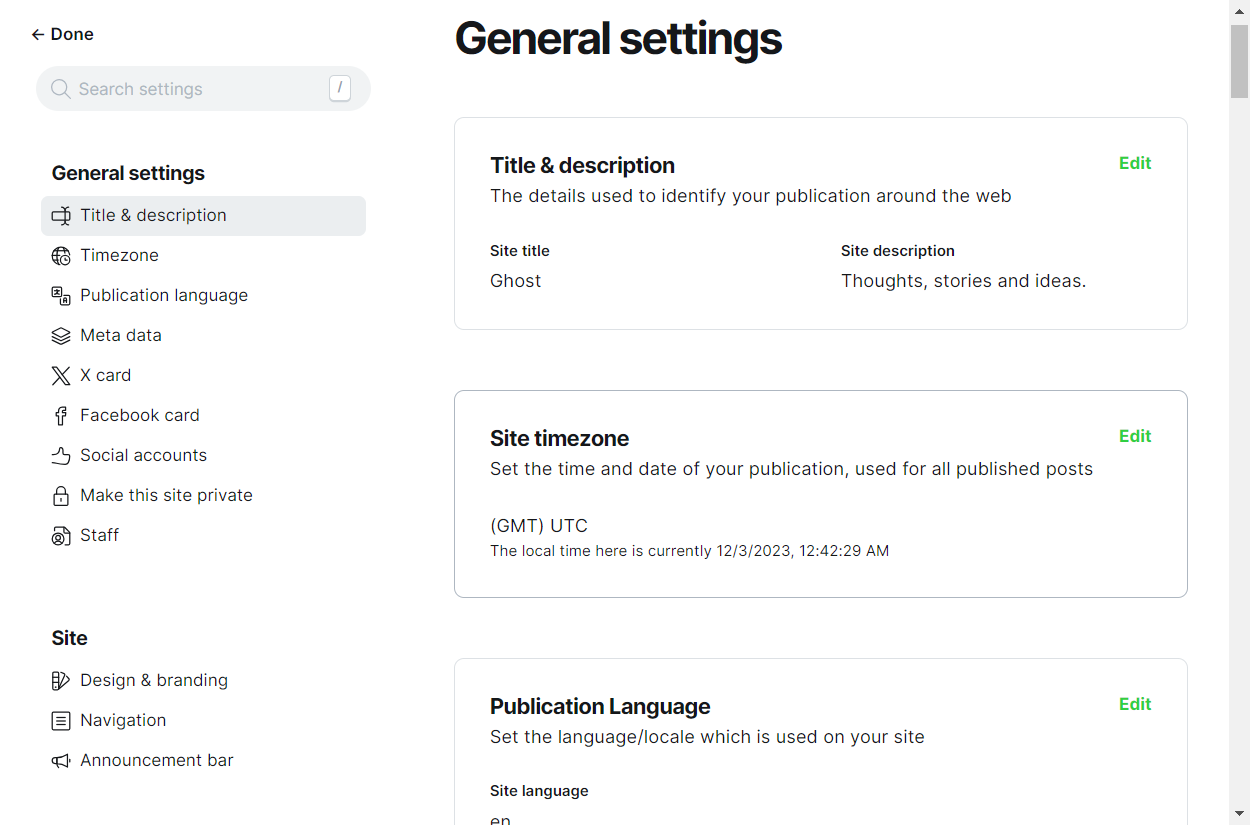 Done
Search settings
/
General settings
Title & description
Timezone
Publication language
Meta data
X card
Facebook card
Social accounts
Make this site private
Staff
Site
Design & branding
Navigation
Announcement bar
General settings
Title & description
Edit
The details used to identify your publication around the web
Site title
Site description
Ghost
Thoughts, stories and ideas.
Site timezone
Edit
Set the time and date of your publication, used for all published posts
(GMT) UTC
The local time here is currently 12/3/2023, 12:42:29 AM
Publication Language
Edit
Set the language/locale which is used on your site
Site language
en